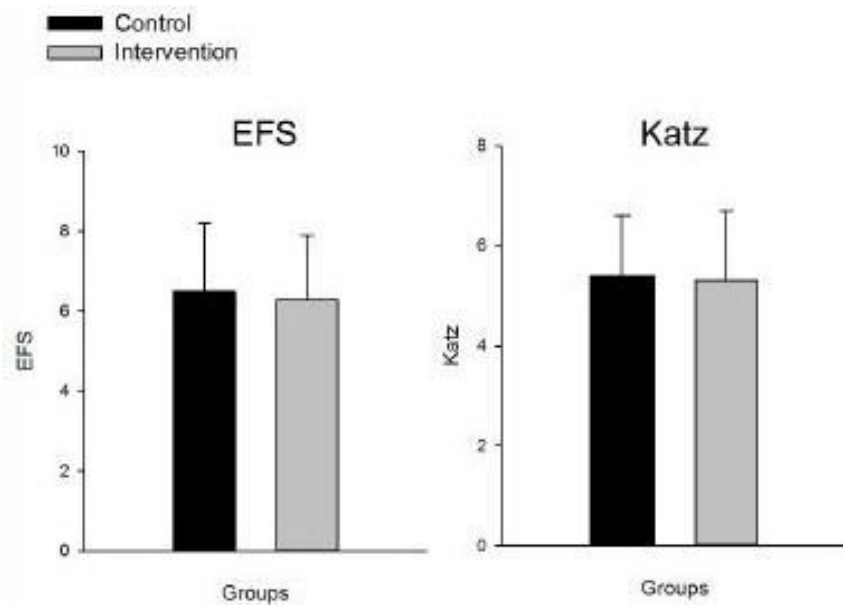 Control
Intervention
EFS
10
8
6
4
2
0
EFS
Groups
Katz
8
6
4
2
0
Katz
Groups